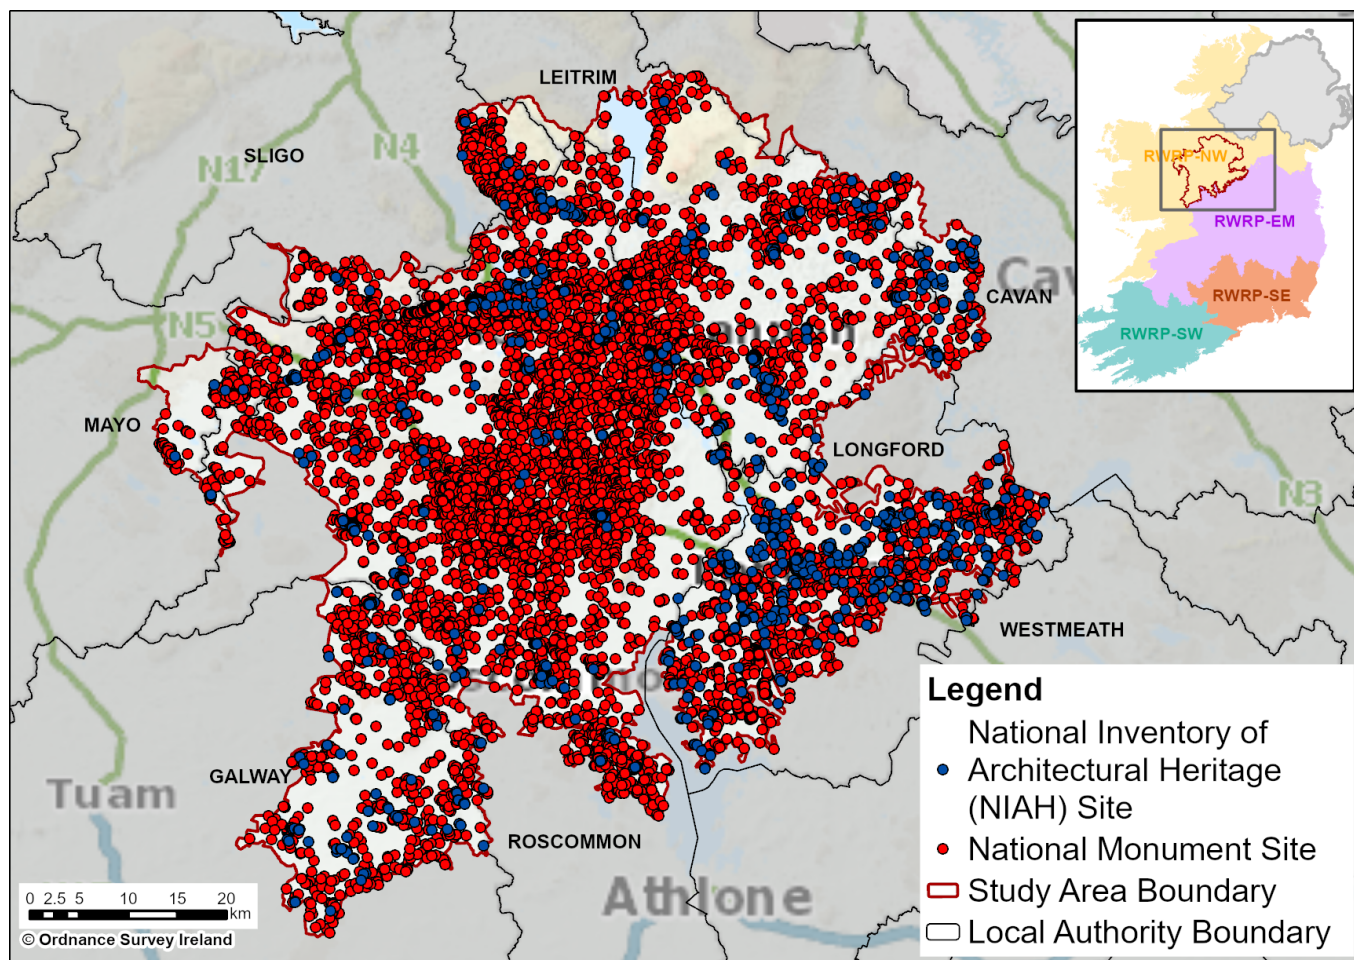 LEITRIM
SLIGO
N4
N17
RWRP-NW
RWRP-EM
RWRP-SE
RWRP-SW
Cav
CAVAN
N5
MAYO
LONGFORD
N3
WESTMEATH
GALWAY
Tuam
ROSCOMMON
Athlone
Legend
National Inventory of
Architectural Heritage
(NIAH) Site
National Monument Site
Study Area Boundary
Local Authority Boundary
0 2.5 5 10 15 20
km
© Ordnance Survey Ireland